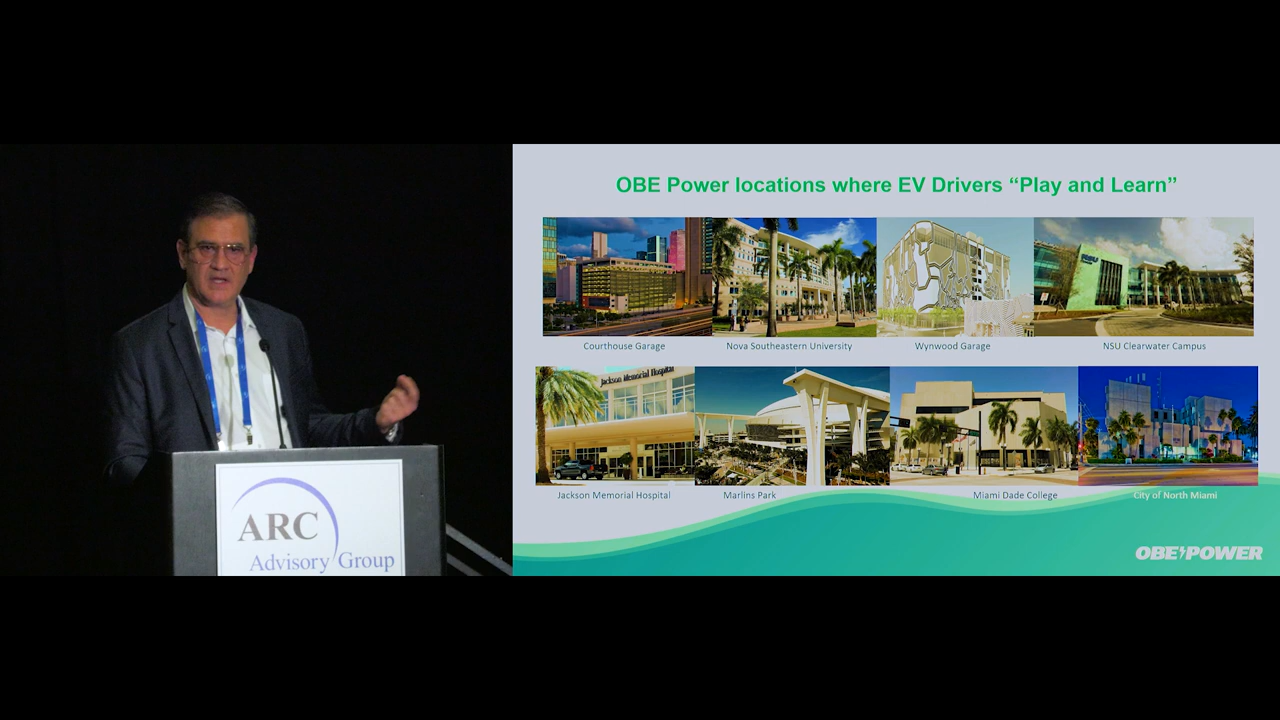 OBE Power locations where EV Drivers “Play and Learn”
Courthouse Garage
Nova Southeastern University
Wynwood Garage
NSU Clearwater Campus
NSU
Jackson Memorial Hospital
Jackson Memorial Hospital
Marlins Park
Miami Dade College
City of North Miami
OBE POWER
ARC
Advisory Group